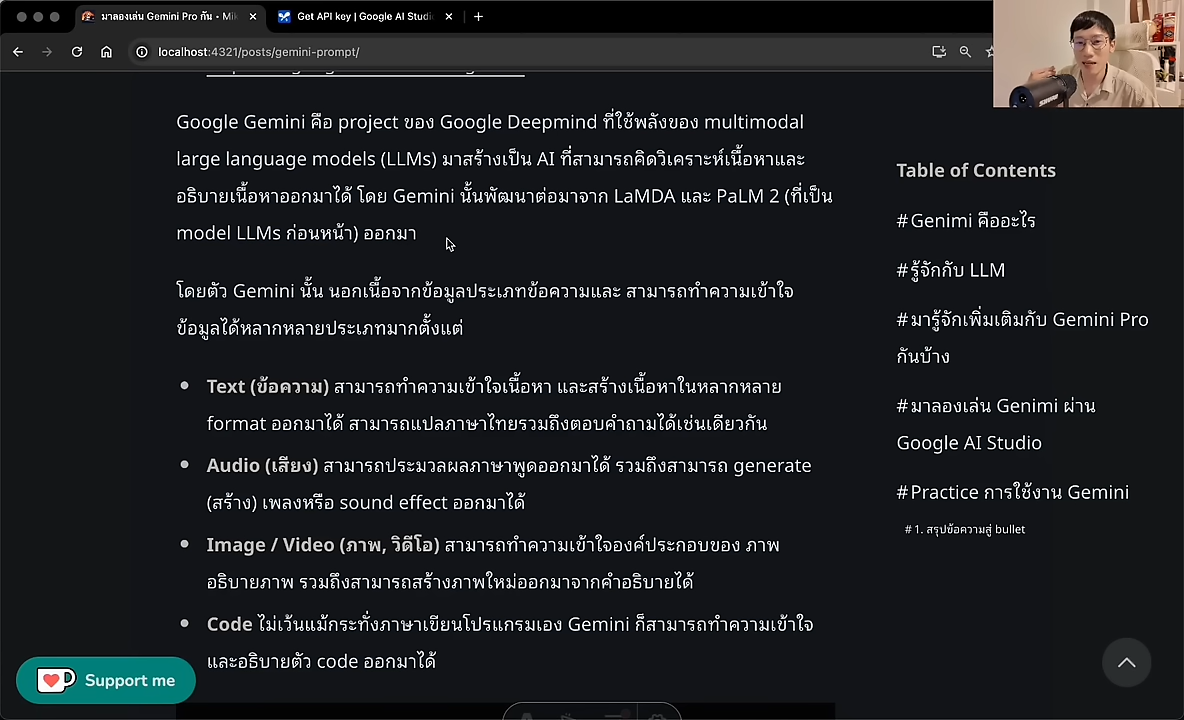 มาลองเล่น Gemini Pro กัน • Mik
Get API key | Google AI Studi
localhost:4321/posts/gemini-prompt/
Google Gemini คือ project ของ Google Deepmind ที่ใช้พลังของ multimodal
large language models (LLMs) มาสร้างเป็น AI ที่สามารถคิดวิเคราะห์เนื้อหาและ
อธิบายเนื้อหาออกมาได้ โดย Gemini นั้นพัฒนาต่อมาจาก LaMDA และ PaLM 2 (ที่เป็น
model LLMs ก่อนหน้า) ออกมา
โดยตัว Gemini นั้น นอกเนื้อจากข้อมูลประเภทข้อความและ สามารถทำความเข้าใจ
ข้อมูลได้หลากหลายประเภทมากตั้งแต่
Text (ข้อความ) สามารถทำความเข้าใจเนื้อหา และสร้างเนื้อหาในหลากหลาย
format ออกมาได้ สามารถแปลภาษาไทยรวมถึงตอบคำถามได้เช่นเดียวกัน
Audio (เสียง) สามารถประมวลผลภาษาพูดออกมาได้ รวมถึงสามารถ generate
(สร้าง) เพลงหรือ sound effect ออกมาได้
Image / Video (ภาพ, วิดีโอ) สามารถทำความเข้าใจองค์ประกอบของ ภาพ
อธิบายภาพ รวมถึงสามารถสร้างภาพใหม่ออกมาจากคำอธิบายได้
Code ไม่เว้นแม้กระทั่งภาษาเขียนโปรแกรมเอง Gemini ก็สามารถทำความเข้าใจ
และอธิบายตัว code ออกมาได้
Support me
Table of Contents
#Genimi คืออะไร
#รู้จักกับ LLM
#มารู้จักเพิ่มเติมกับ Gemini Pro
กันบ้าง
#มาลองเล่น Genimi ผ่าน
Google AI Studio
#Practice การใช้งาน Gemini
#1. สรุปข้อความสู่ bullet
SHURE